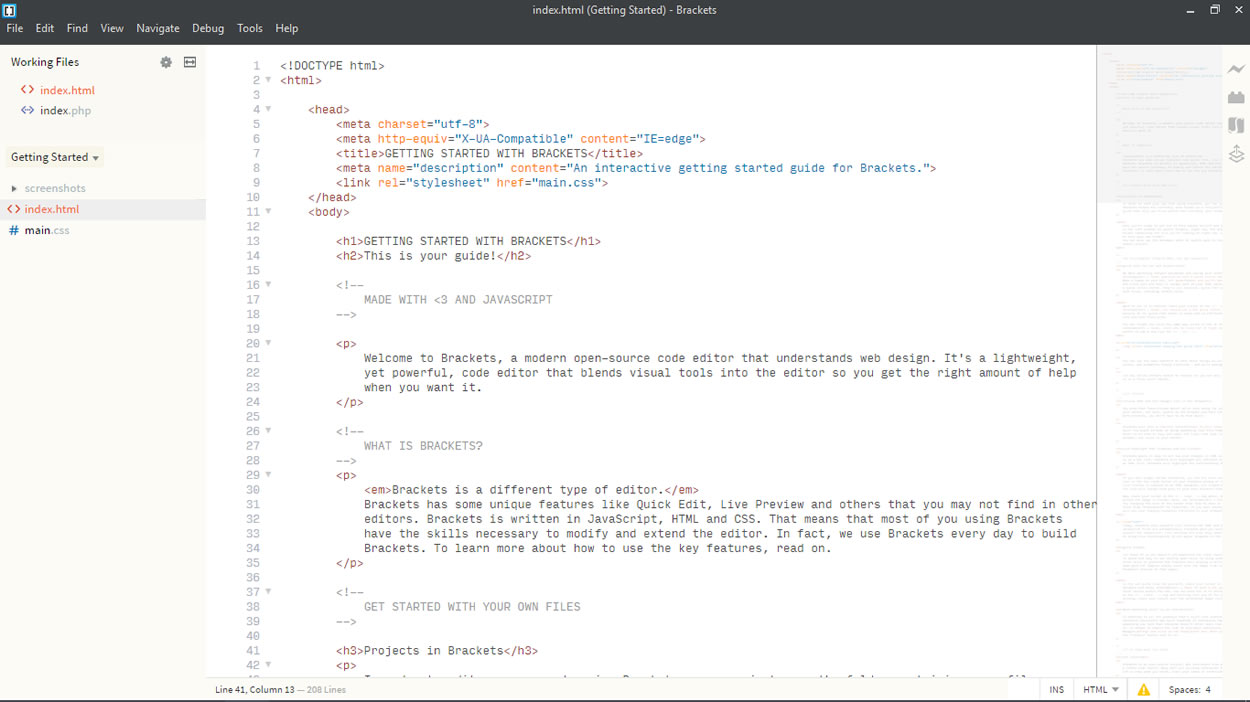 index.html (Getting Started) - Brackets
File Edit Find View Navigate Debug Tools Help
Working Files
index.html
index.php
Getting Started
screenshots
index.html
main.css
1 <!DOCTYPE html>
2 <html>
3
4 <head>
5 <meta charset="utf-8">
6 <meta http-equiv="X-UA-Compatible" content="IE=edge">
7 <title>GETTING STARTED WITH BRACKETS</title>
8 <meta name="description" content="An interactive getting started guide for Brackets.">
9 <link rel="stylesheet" href="main.css">
10 </head>
11 <body>
12
13 <h1>GETTING STARTED WITH BRACKETS</h1>
14 <h2>This is your guide!</h2>
15
16 <!--
17 MADE WITH <3 AND JAVASCRIPT
18 -->
19
20 <p>
21 Welcome to Brackets, a modern open-source code editor that understands web design. It's a lightweight,
22 yet powerful, code editor that blends visual tools into the editor so you get the right amount of help
23 when you want it.
24 </p>
25
26 <!--
27 WHAT IS BRACKETS?
28 -->
29 <p>
30 <em>Brackets is a different type of editor.</em>
31 Brackets has some unique features like Quick Edit, Live Preview and others that you may not find in other
32 editors. Brackets is written in JavaScript, HTML and CSS. That means that most of you using Brackets
33 have the skills necessary to modify and extend the editor. In fact, we use Brackets every day to build
34 Brackets. To learn more about how to use the key features, read on.
35 </p>
36
37 <!--
38 GET STARTED WITH YOUR OWN FILES
39 -->
40
41 <h3>Projects in Brackets</h3>
42 <p>
Line 41, Column 13 — 208 Lines
INS HTML Spaces: 4